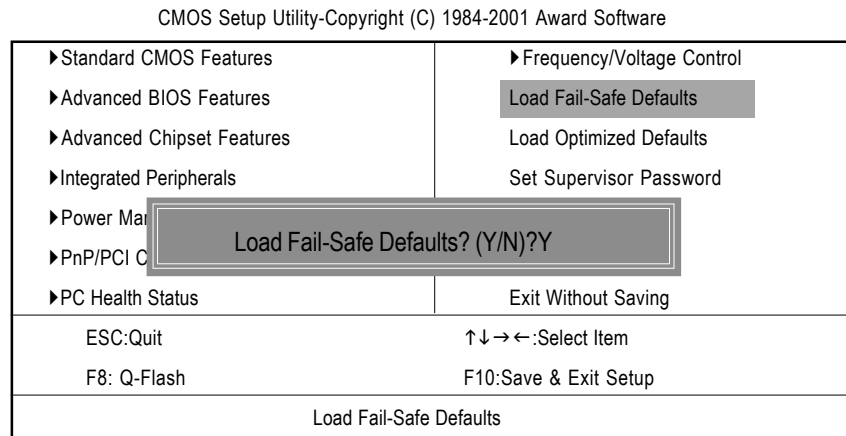 CMOS Setup Utility-Copyright (C) 1984-2001 Award Software
▶Standard CMOS Features
▶Advanced BIOS Features
▶Advanced Chipset Features
▶Integrated Peripherals
▶Power
▶PnP/PCI
▶PC Health Status
▶Frequency/Voltage Control
Load Fail-Safe Defaults
Load Optimized Defaults
Set Supervisor Password
Exit Without Saving
Load Fail-Safe Defaults? (Y/N)?Y
ESC:Quit
↑↓→←:Select Item
F8: Q-Flash
F10:Save & Exit Setup
Load Fail-Safe Defaults